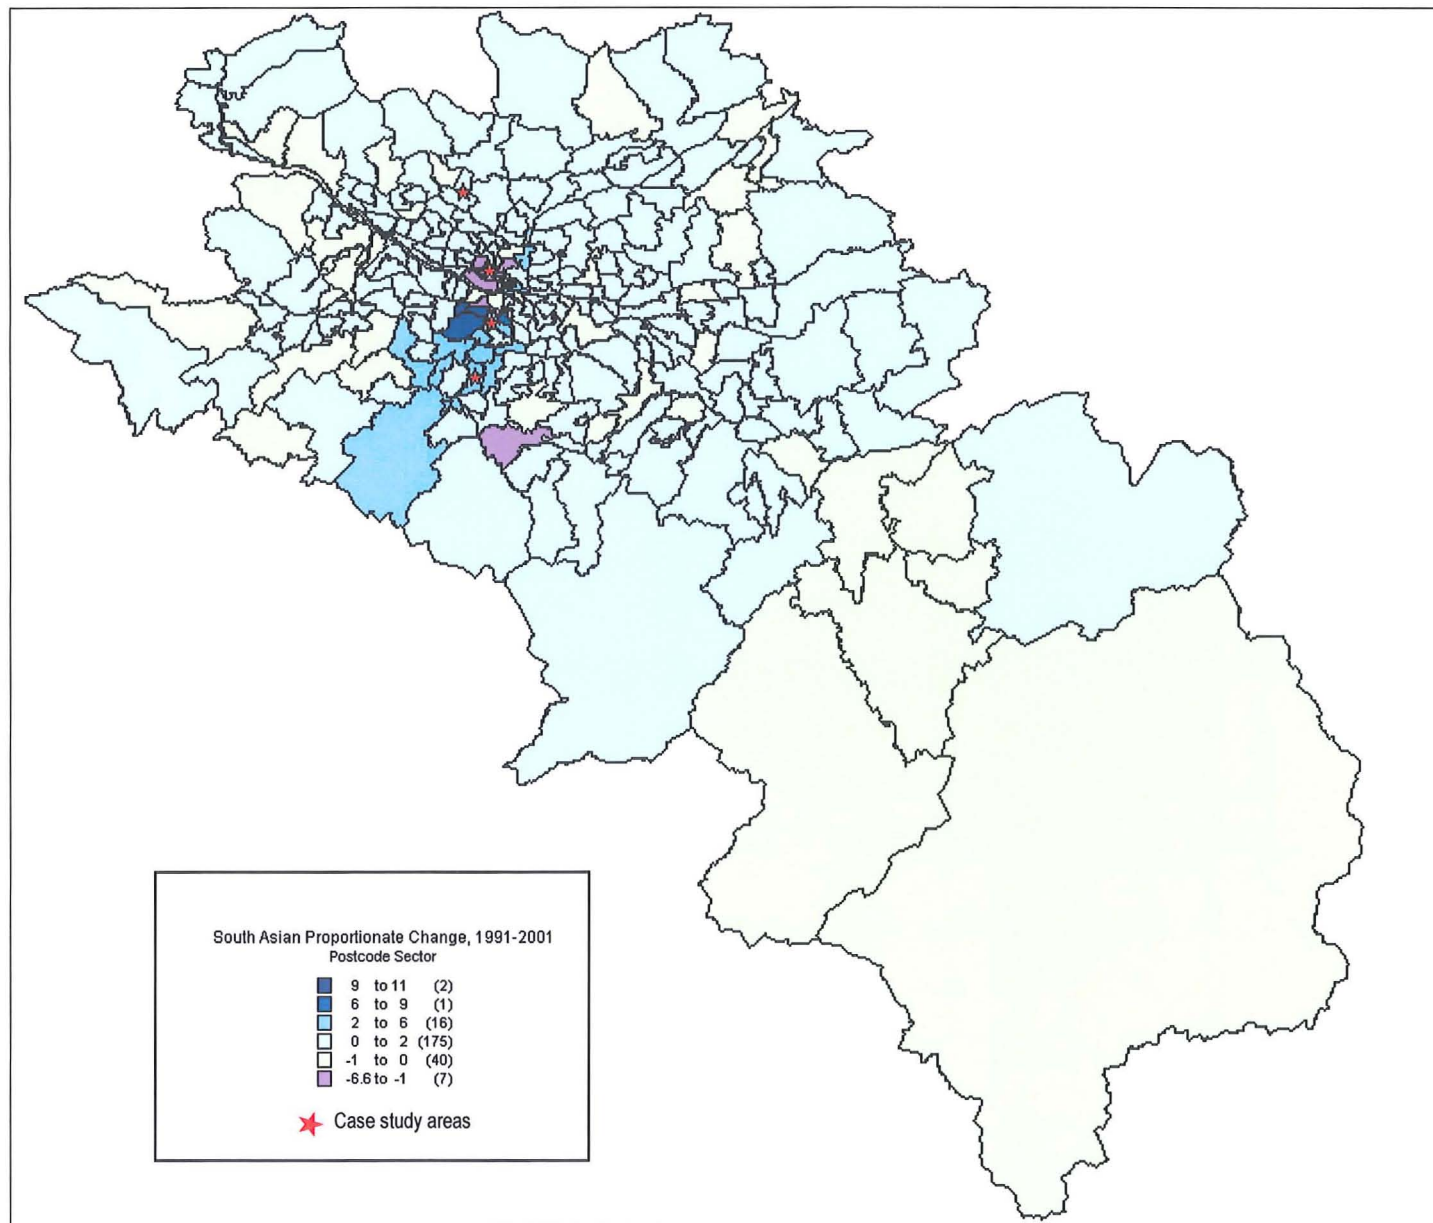 South Asian Proportionate Change, 1991-2001
Postcode Sector
9 to 11 (2)
6 to 9 (1)
2 to 6 (16)
0 to 2 (175)
-1 to 0 (40)
-6.6 to -1 (7)
Case study areas